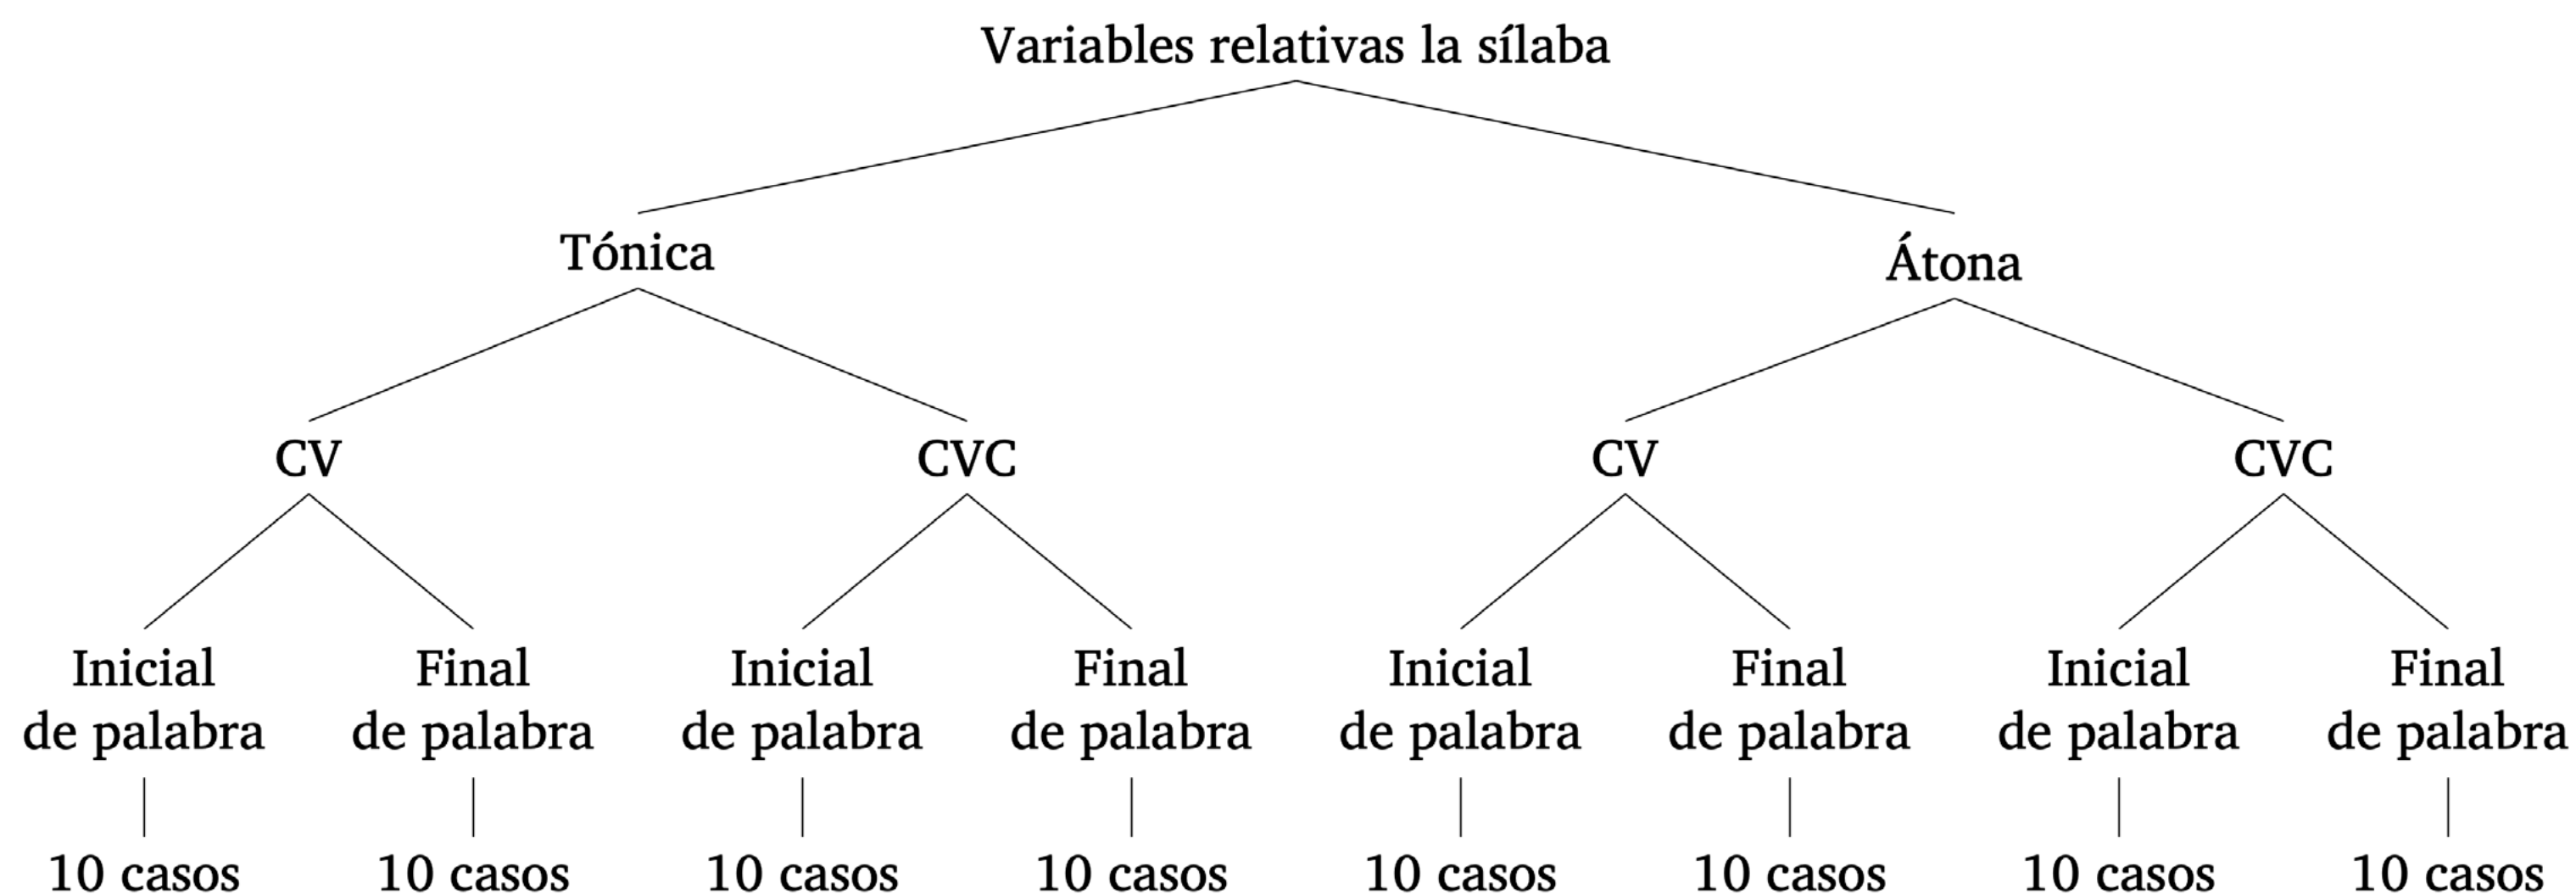 Variables relativas la sílaba
Tónica
Átona
CV
CVC
CV
CVC
Inicial
de palabra
Final
de palabra
Inicial
de palabra
Final
de palabra
Inicial
de palabra
Final
de palabra
Inicial
de palabra
Final
de palabra
10 casos
10 casos
10 casos
10 casos
10 casos
10 casos
10 casos
10 casos